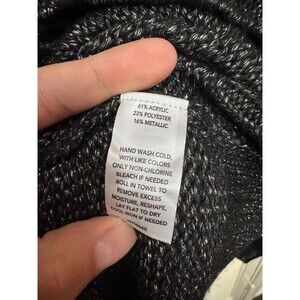 61% ACRYLIC
23% POLYESTER
16% METALLIC
HAND WASH COLD,
WITH LIKE COLORS
ONLY NON-CHLORINE
BLEACH IF NEEDED
ROLL IN TOWEL TO
REMOVE EXCESS
MOISTURE, RESHAPE,
LAY FLAT TO DRY
COOL IRON IF NEEDED